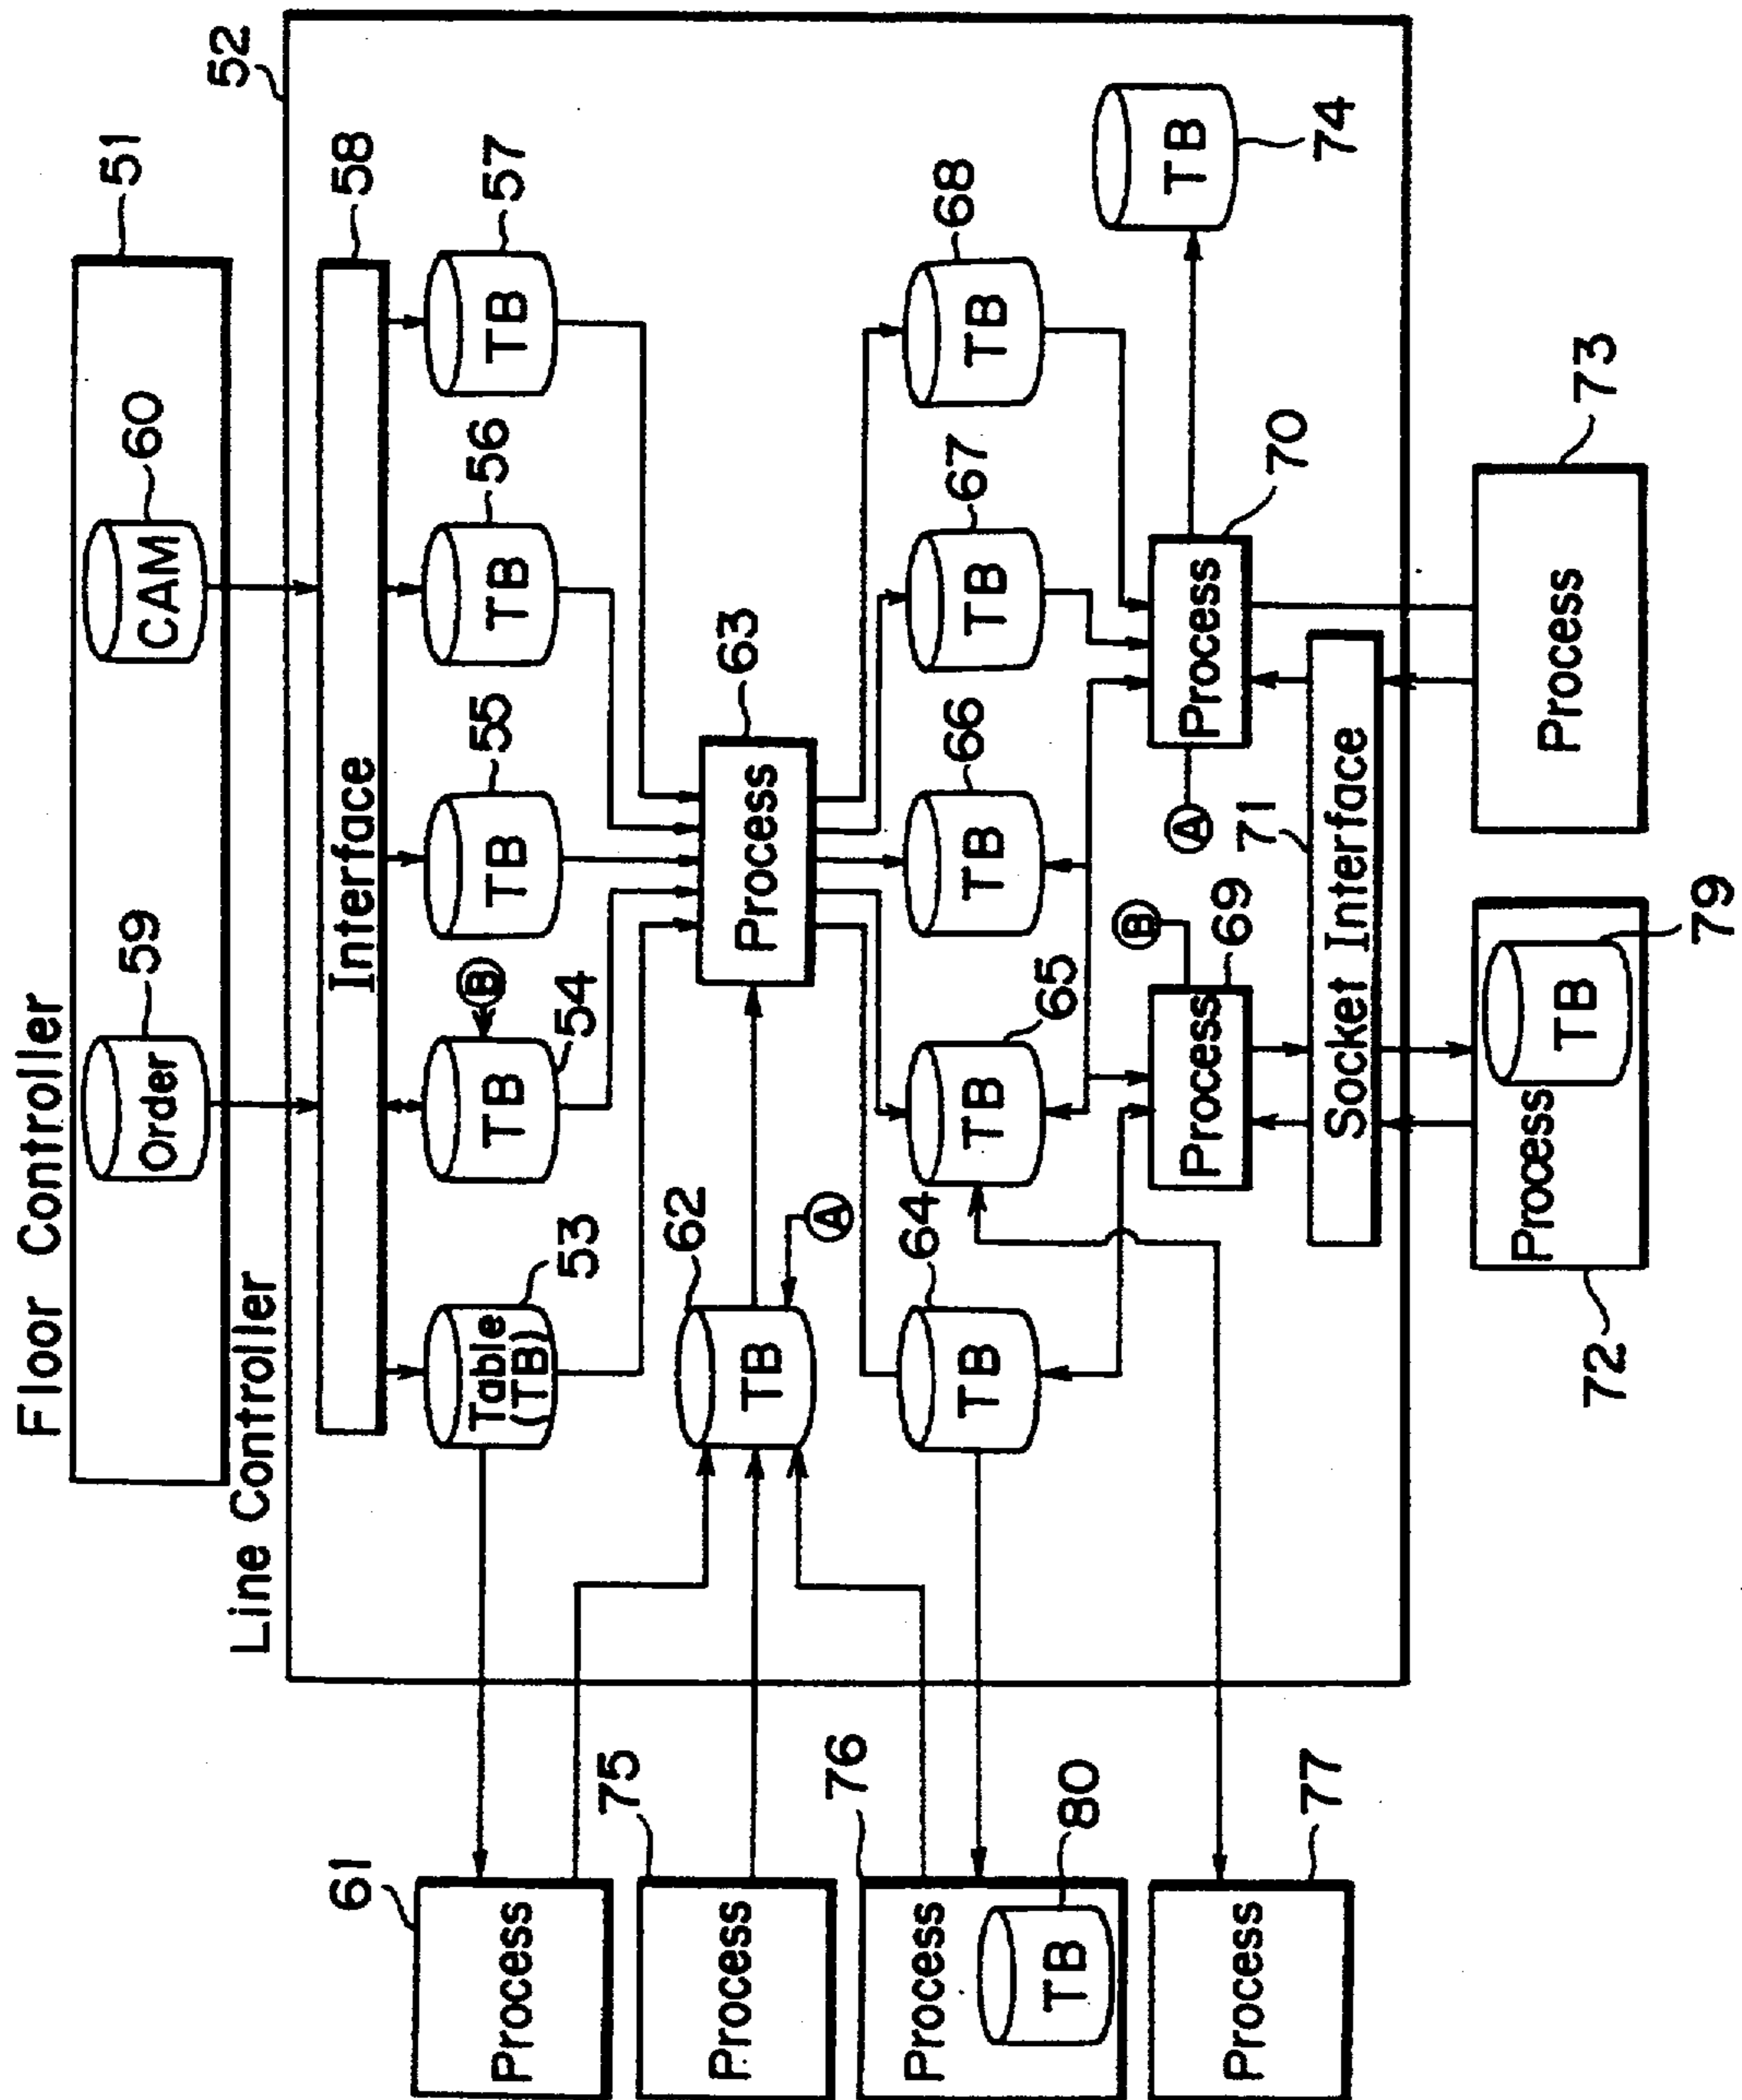 Floor Controller
51
59
Order
60
CAM
Line Controller
52
Interface
58
53
Table
(TB)
TB
54
B
TB
55
TB
56
TB
57
61
Process
62
TB
A
Process
63
75
Process
64
TB
65
TB
66
TB
67
TB
68
TB
76
Process
TB
80
B
Process
69
A
Process
70
TB
74
77
Process
71
Socket Interface
72
Process
TB
79
Process
73